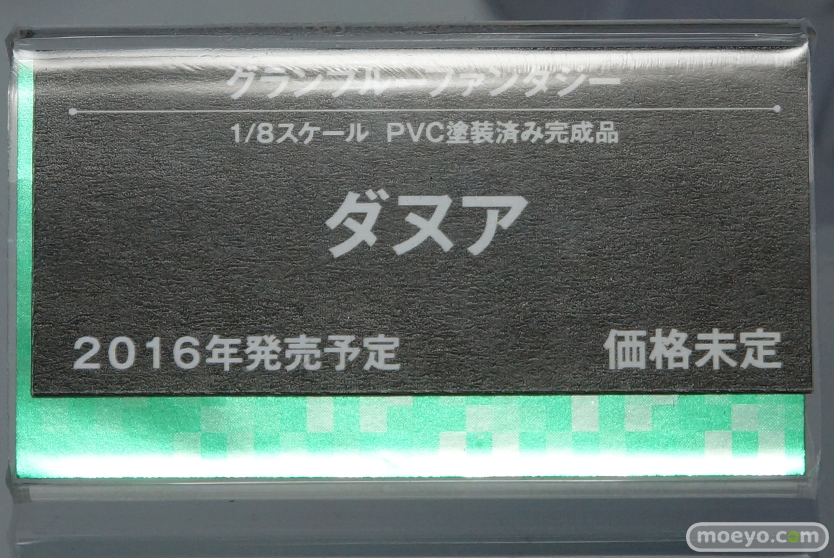 グランブルーファンタジー
1/8スケール PVC塗装済み完成品
ダヌア
2016年発売予定
価格未定
moeyo.com